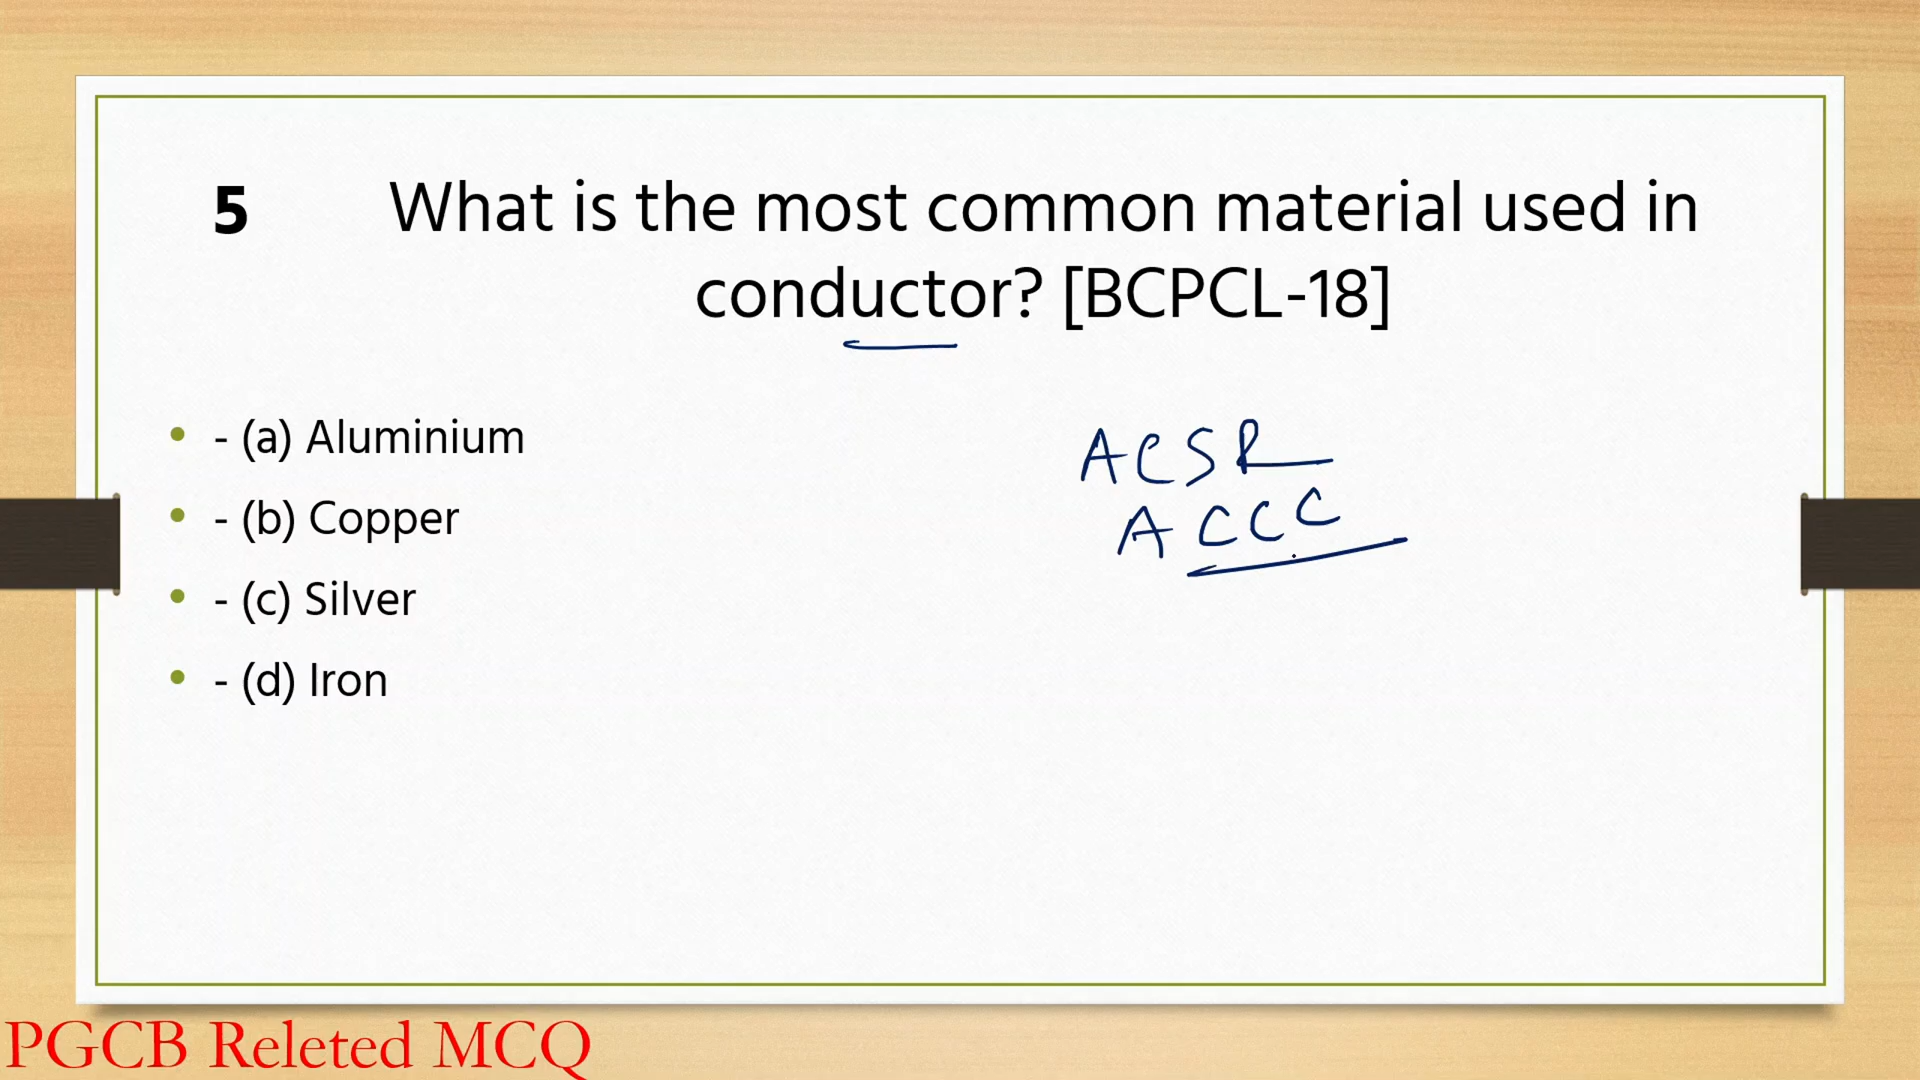 5 What is the most common material used in
conductor? [BCPCL-18]
- (a) Aluminium
- (b) Copper
- (c) Silver
- (d) Iron
ACSR
ACCC
PGCB Releted MCQ